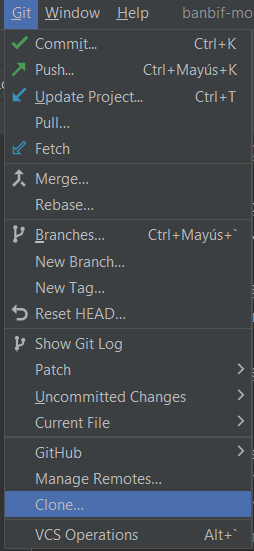 Git Window Help banbif-mo
Commit... Ctrl+K
Push... Ctrl+Mayús+K
Update Project... Ctrl+T
Pull...
Fetch
Merge...
Rebase...
Branches... Ctrl+Mayús+`
New Branch...
New Tag...
Reset HEAD...
Show Git Log
Patch
Uncommitted Changes
Current File
GitHub
Manage Remotes...
Clone...
VCS Operations Alt+`